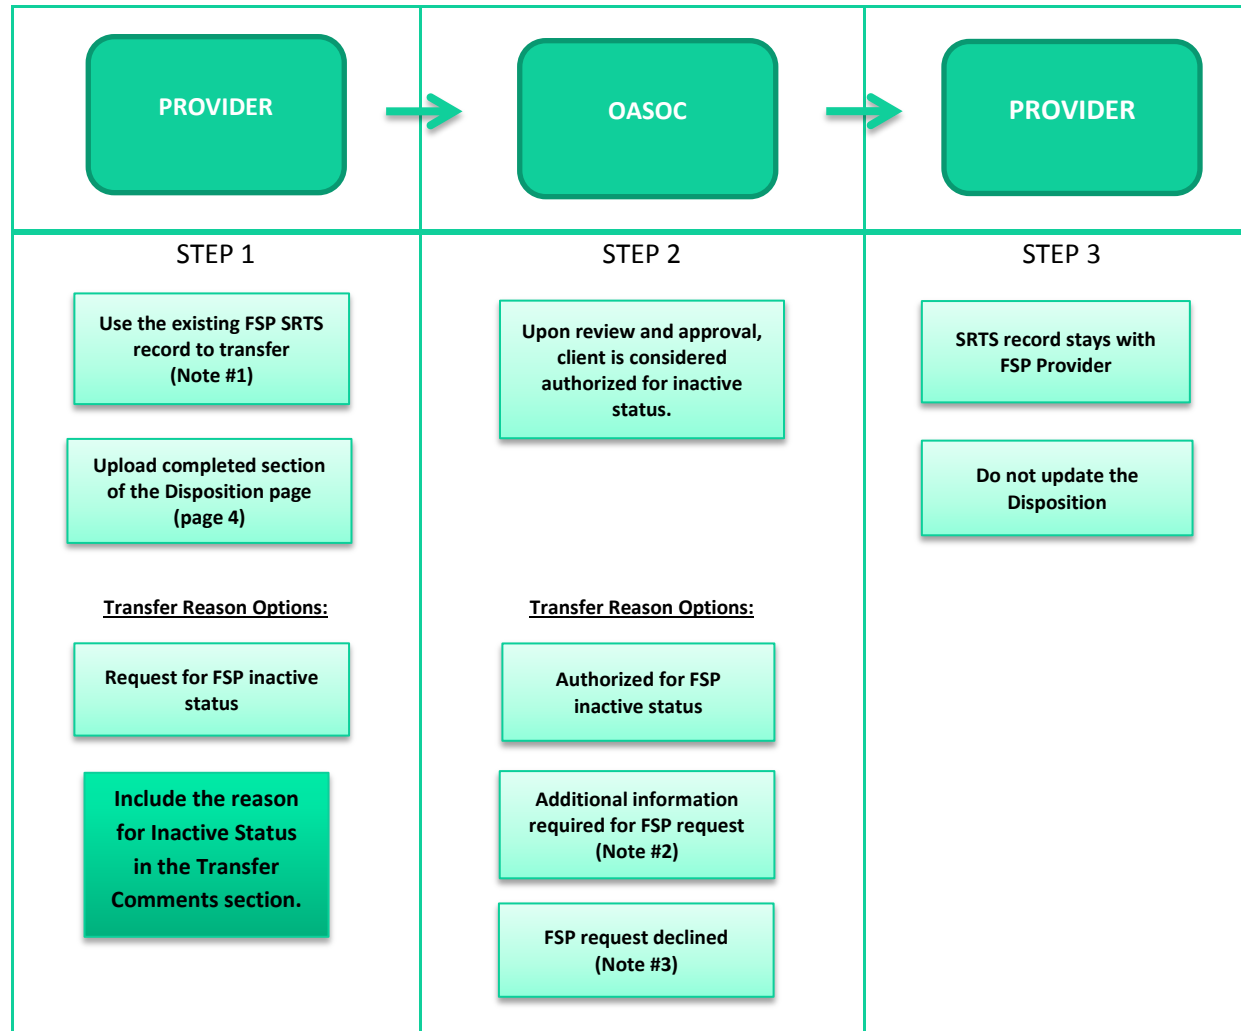 PROVIDER
OASOC
PROVIDER
STEP 1
Use the existing FSP SRTS
record to transfer
(Note #1)
Upload completed section
of the Disposition page
(page 4)
Transfer Reason Options:
Request for FSP inactive
status
Include the reason
for Inactive Status
in the Transfer
Comments section.
STEP 2
Upon review and approval,
client is considered
authorized for inactive
status.
Transfer Reason Options:
Authorized for FSP
inactive status
Additional information
required for FSP request
(Note #2)
FSP request declined
(Note #3)
STEP 3
SRTS record stays with
FSP Provider
Do not update the
Disposition